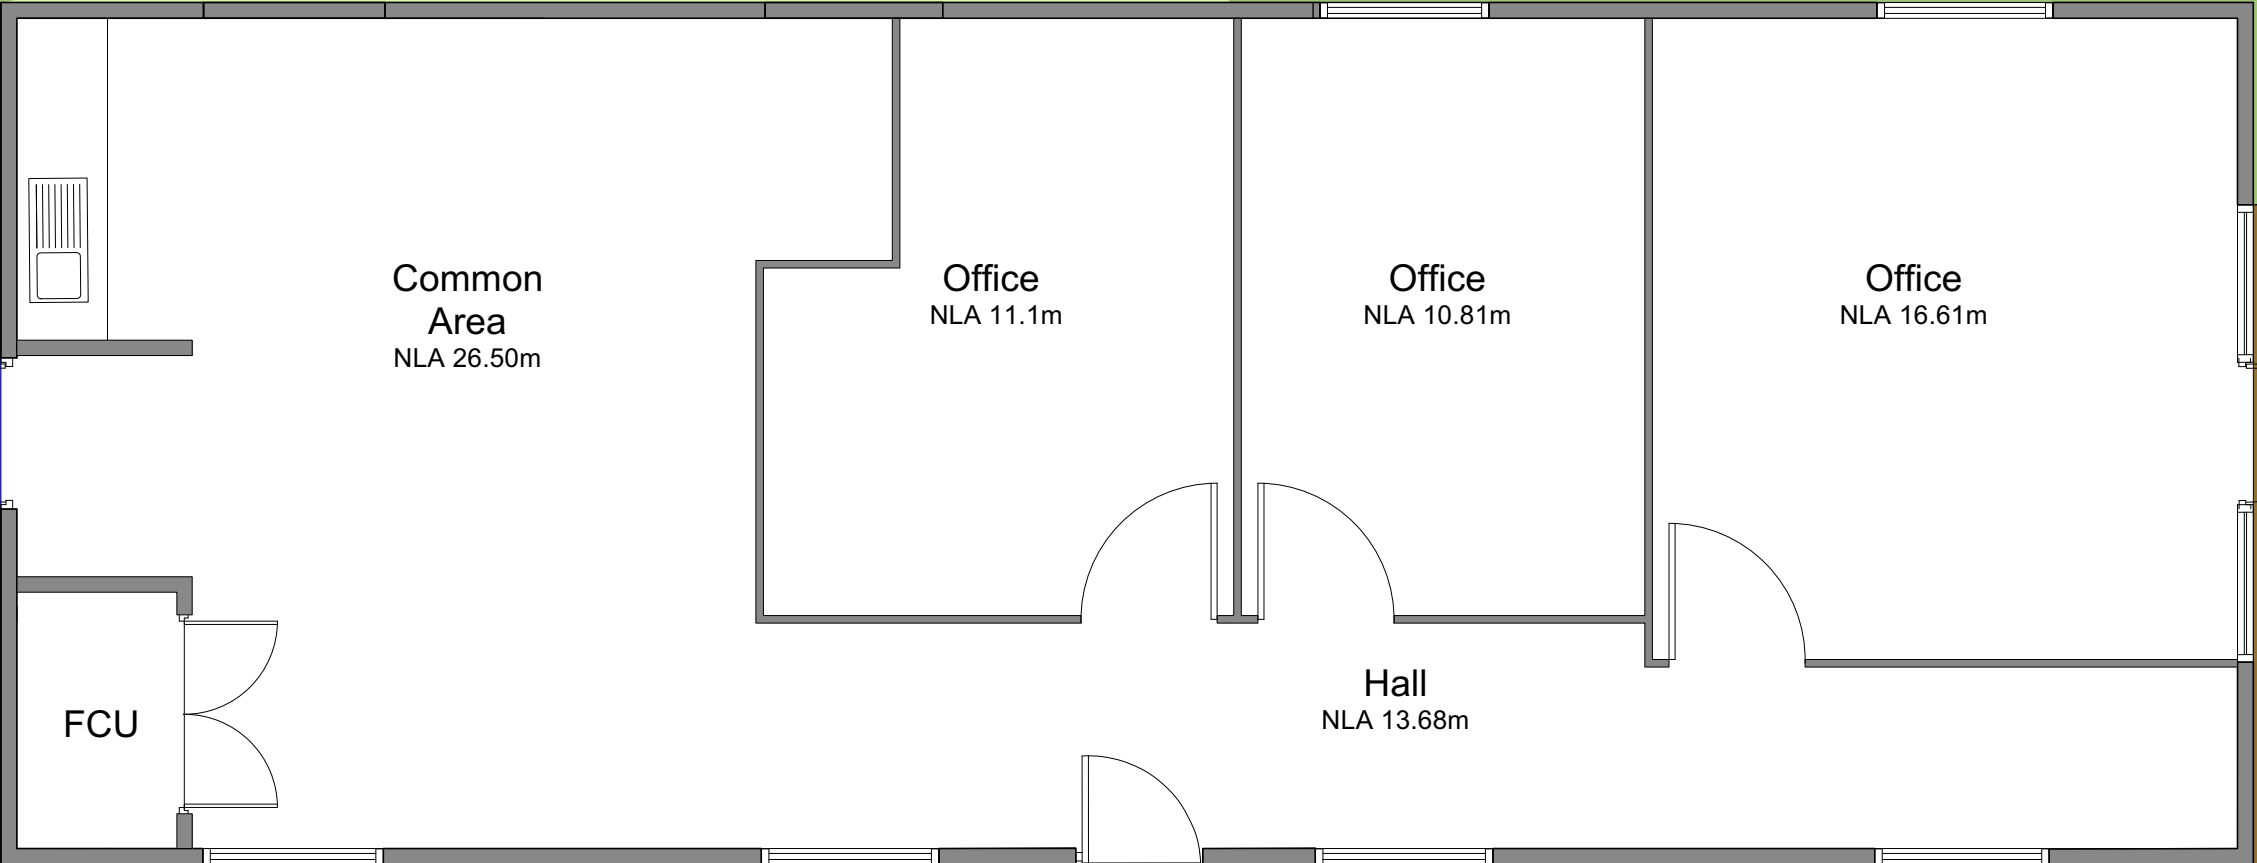 Common
Area
NLA 26.50m
Office
NLA 11.1m
Office
NLA 10.81m
Office
NLA 16.61m
Hall
NLA 13.68m
FCU